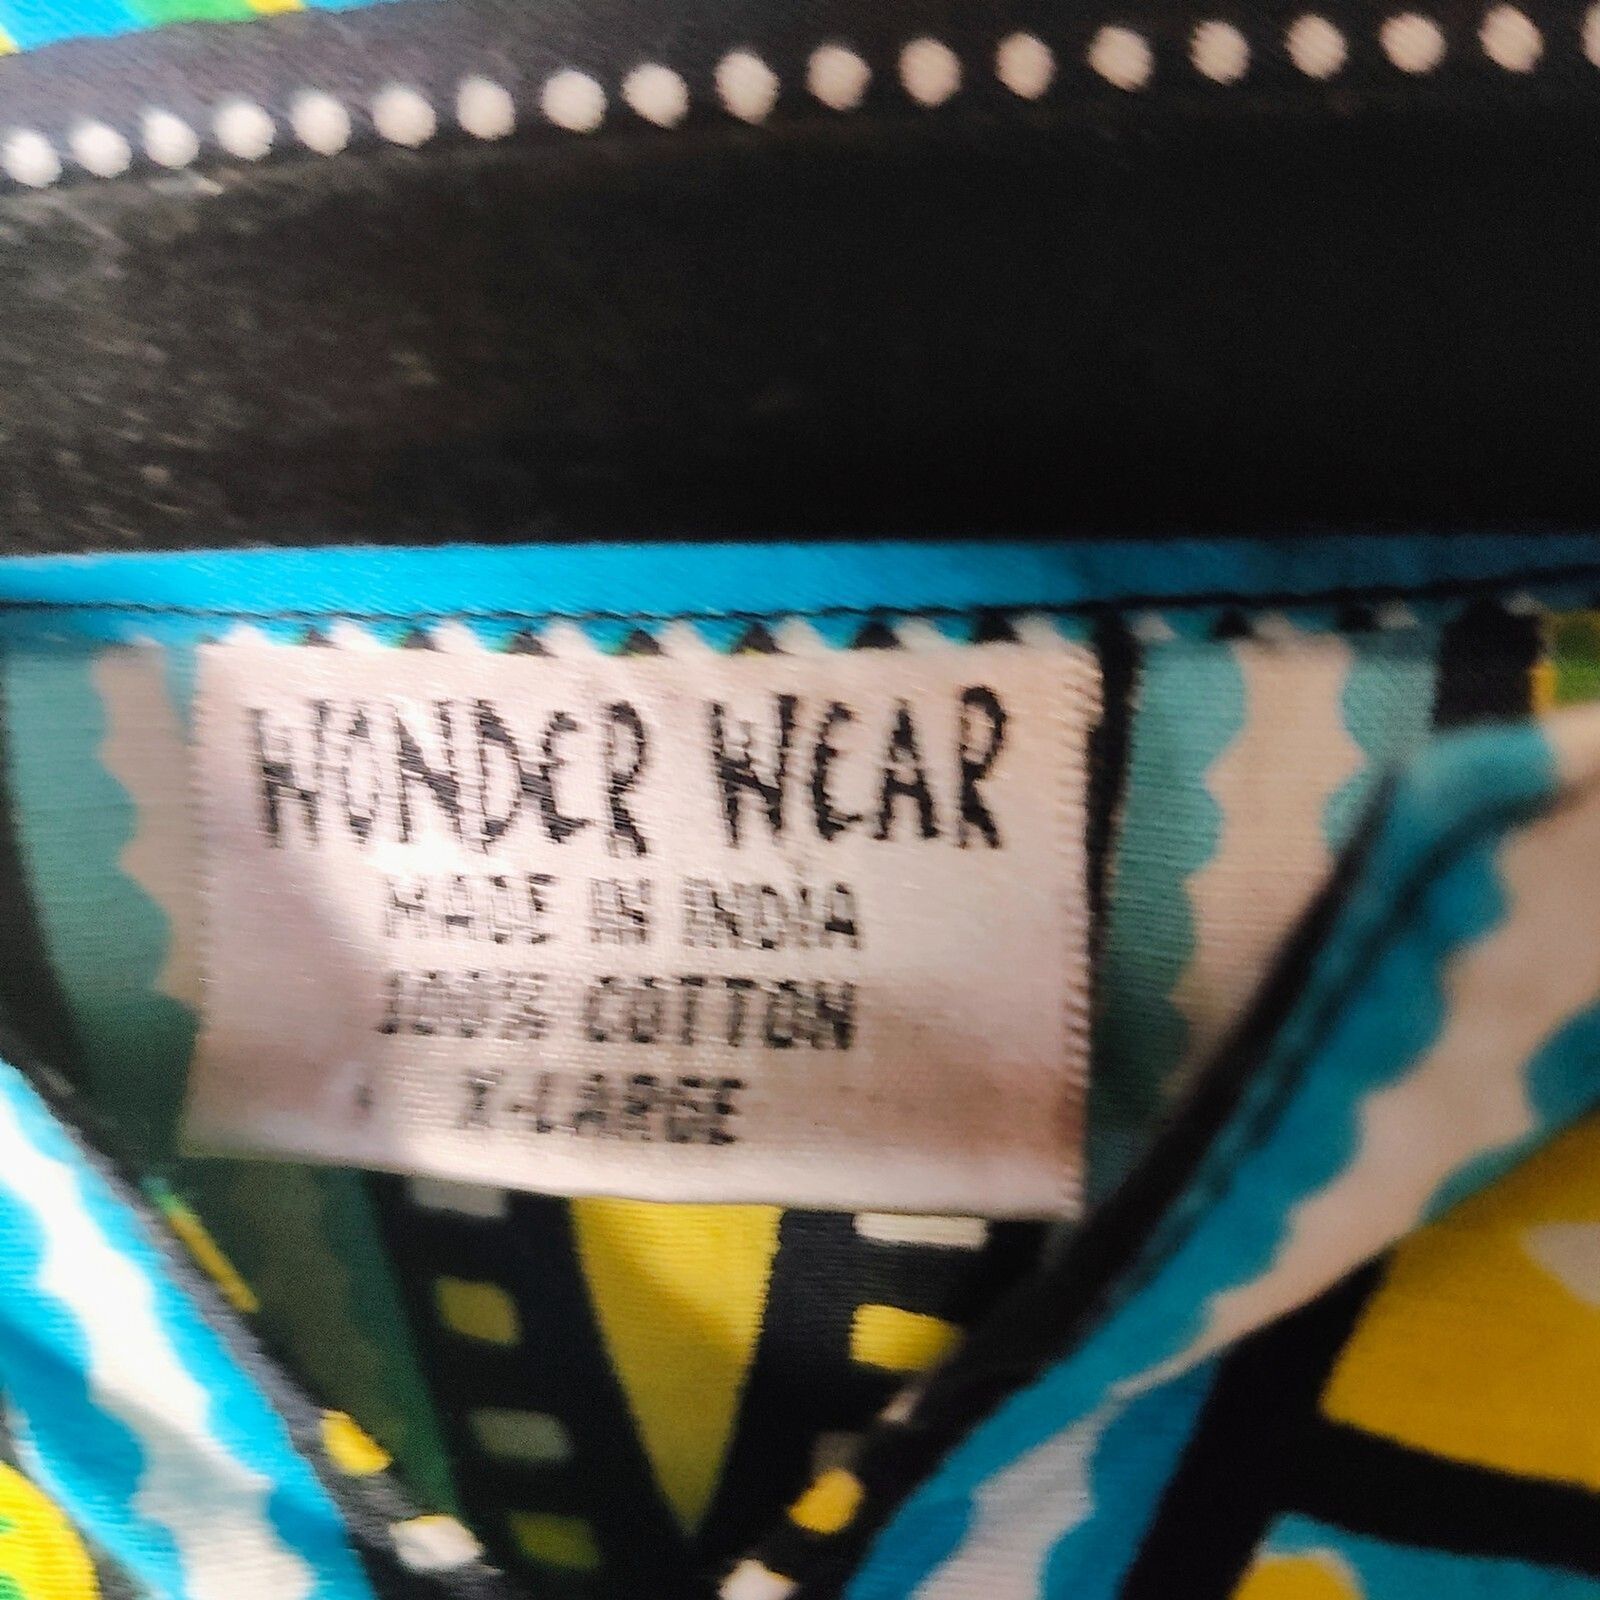 WONDER WEAR
MADE IN INDIA
100% COTTON
X-LARGE